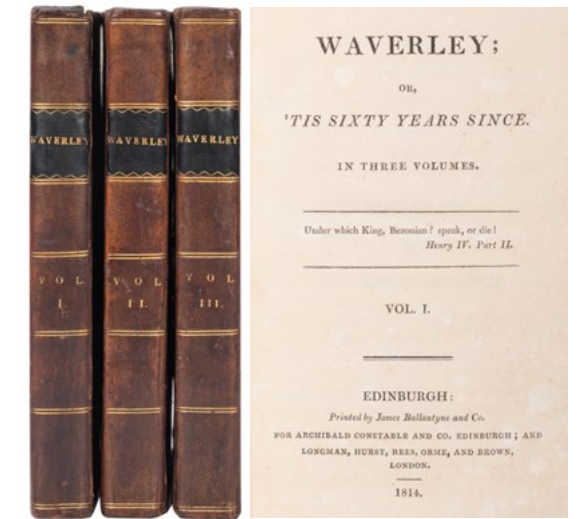 WAVERLEY
VOL.
I.
WAVERLEY
VOL
II.
WAVERLEY
VOL
III.
WAVERLEY;
OR,
'TIS SIXTY YEARS SINCE.
IN THREE VOLUMES.
Under which King, Bezonian? speak, or die!
Henry IV. Part II.
VOL. I.
EDINBURGH:
Printed by James Ballantyne and Co.
FOR ARCHIBALD CONSTABLE AND CO. EDINBURGH; AND
LONGMAN, HURST, REES, ORME, AND BROWN,
LONDON.
1814.